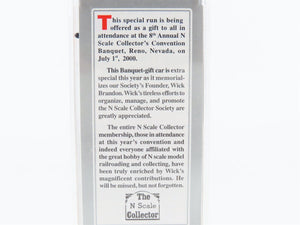 This special run is being
offered as a gift to all in
attendance at the 8th Annual N
Scale Collector's Convention
Banquet, Reno, Nevada, on
July 1st, 2000.
This Banquet-gift car is extra
special this year as it memorial-
izes our Society's Founder, Wick
Brandon. Wick's tireless efforts to
organize, manage, and promote
the N Scale Collector Society are
greatly appreciated.
The entire N Scale Collector
membership, those in attendance
at this year's convention and
indeed everyone affiliated with
the great hobby of N scale model
railroading and collecting, have
been truly enriched by Wick's
magnificent contributions. He
will be missed, but not forgotten.
The
N Scale
Collector